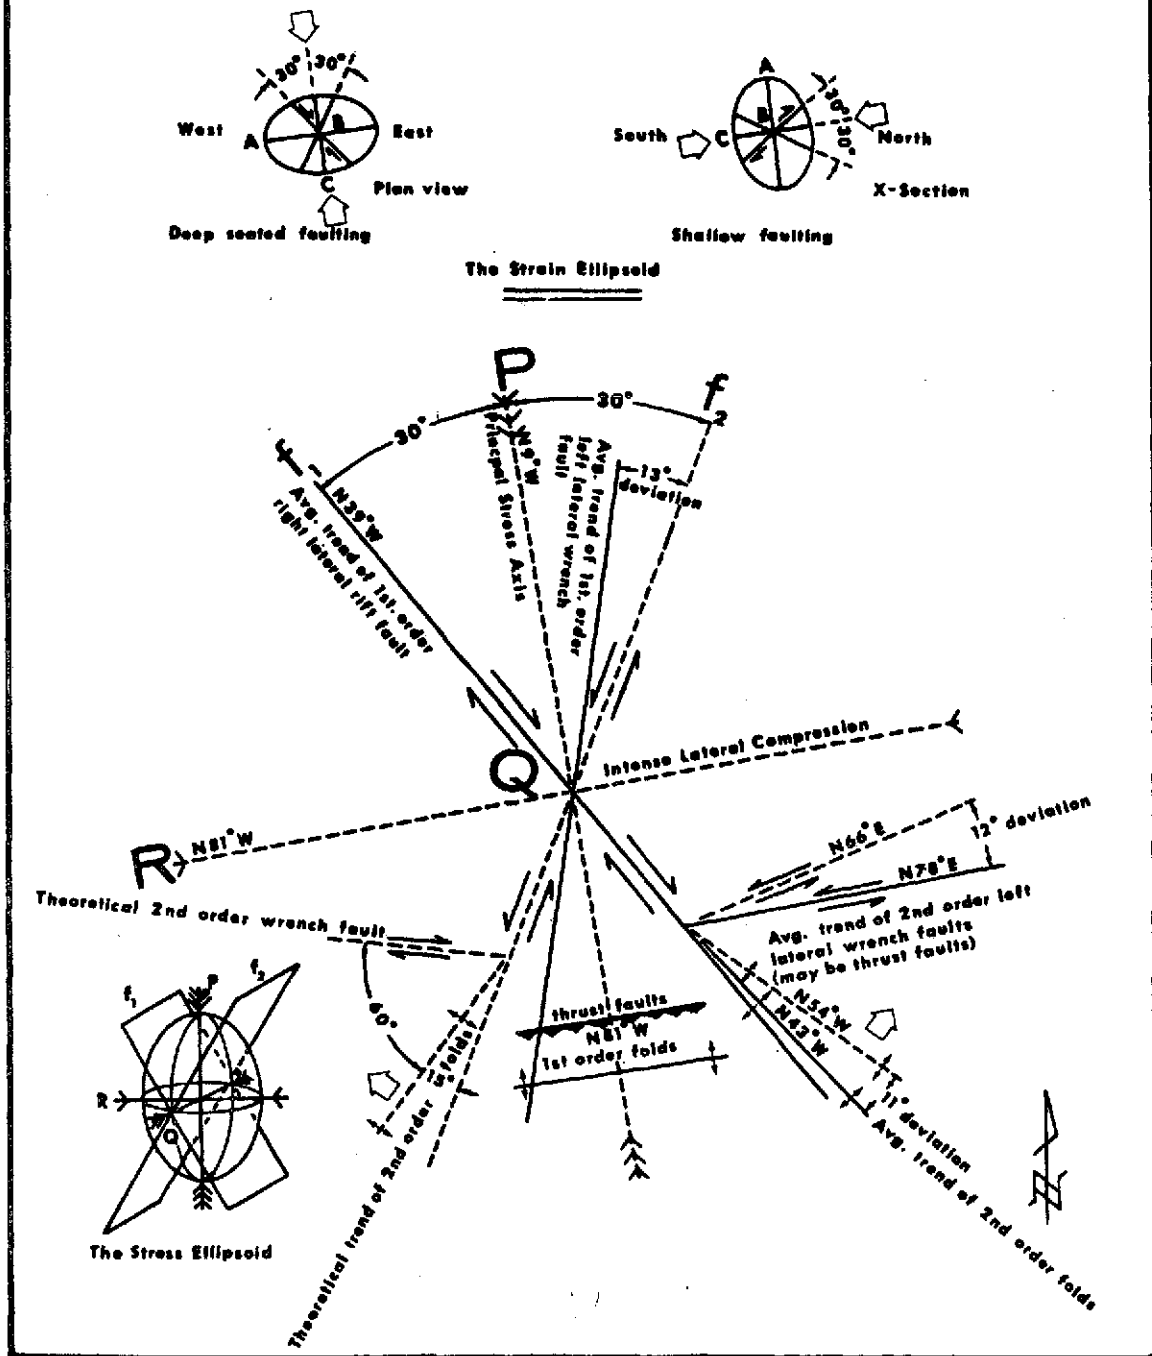 30° 30°
West
A
B
East
C
Plan view
Deep seated faulting
A
B
30°
30°
South
C
North
X-Section
Shallow faulting
The Strain Ellipsoid
P
f
2
30°
30°
f
N39°W
Avg. trend of 1st. order
right lateral rift fault
N9°W
Principal Stress Axis
Avg. trend of 1st. order
left lateral wrench
fault
13°
deviation
Q
Intense Lateral Compression
R
N81°W
Theoretical 2nd order wrench fault
60°
N66°E
12° deviation
N78°E
Avg. trend of 2nd order left
lateral wrench faults
(may be thrust faults)
N54°W
N43°W
11° deviation
Avg. trend of 2nd order folds
thrust faults
N81°W
1st order folds
Theoretical trend of 2nd order
folds
f1
f2
P
R
Q
The Stress Ellipsoid
N